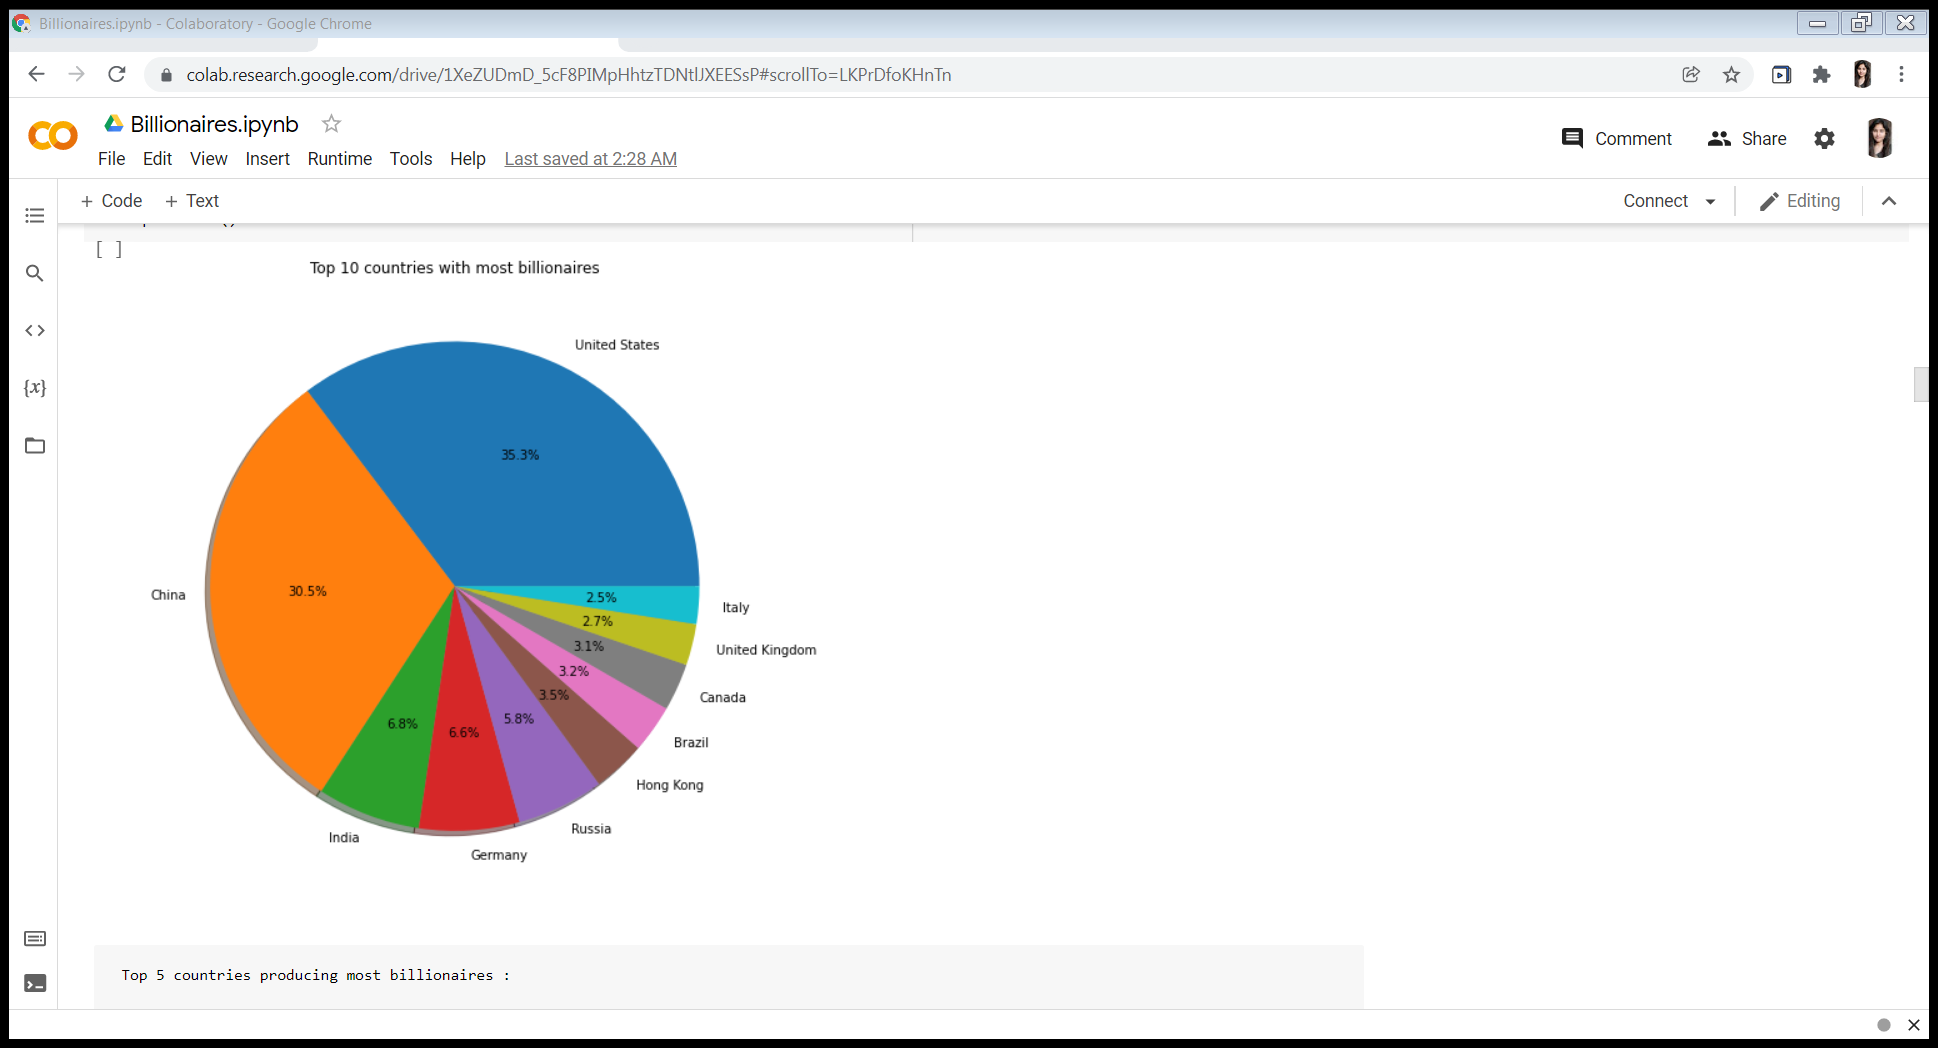 Billionaires.ipynb - Colaboratory - Google Chrome
colab.research.google.com/drive/1XeZUDmD_5cF8PIMpHhtzTDNtlJXEESsP#scrollTo=LKPrDfoKHnTn
Billionaires.ipynb
Comment
Share
File Edit View Insert Runtime Tools Help Last saved at 2:28 AM
+ Code + Text
Connect
Editing
[ ]
Top 10 countries with most billionaires
United States
35.3%
China
30.5%
2.5%
Italy
2.7%
United Kingdom
3.1%
Canada
3.2%
Brazil
3.5%
Hong Kong
5.8%
Russia
6.6%
Germany
6.8%
India
Top 5 countries producing most billionaires :